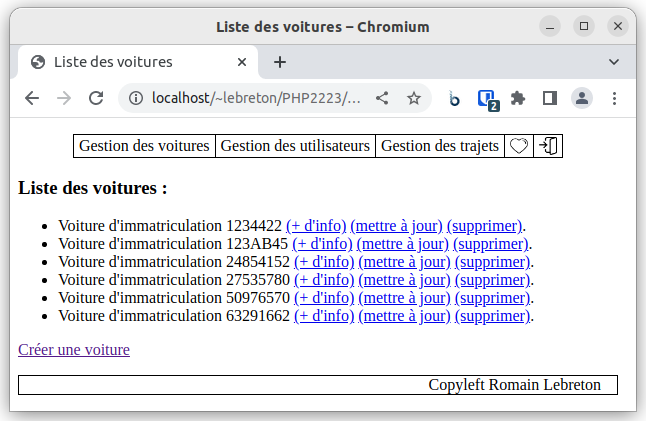 Liste des voitures – Chromium
Liste des voitures
localhost/~lebreton/PHP2223/…
2
Gestion des voitures Gestion des utilisateurs Gestion des trajets
Liste des voitures :
Voiture d'immatriculation 1234422 (+ d'info) (mettre à jour) (supprimer).
Voiture d'immatriculation 123AB45 (+ d'info) (mettre à jour) (supprimer).
Voiture d'immatriculation 24854152 (+ d'info) (mettre à jour) (supprimer).
Voiture d'immatriculation 27535780 (+ d'info) (mettre à jour) (supprimer).
Voiture d'immatriculation 50976570 (+ d'info) (mettre à jour) (supprimer).
Voiture d'immatriculation 63291662 (+ d'info) (mettre à jour) (supprimer).
Créer une voiture
Copyleft Romain Lebreton